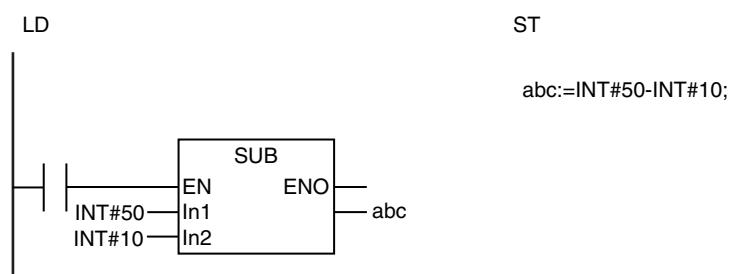 LD
ST
abc:=INT#50-INT#10;
SUB
EN ENO
INT#50 In1 abc
INT#10 In2